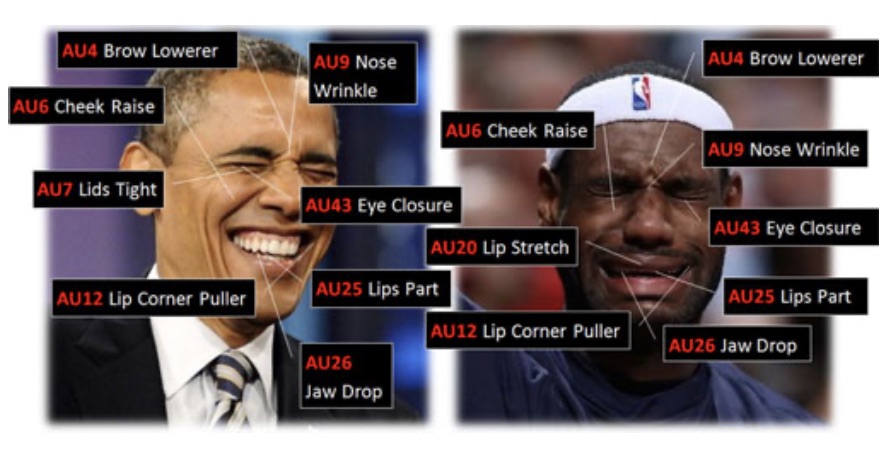 AU4 Brow Lowerer
AU9 Nose
Wrinkle
AU6 Cheek Raise
AU7 Lids Tight
AU43 Eye Closure
AU12 Lip Corner Puller
AU25 Lips Part
AU26
Jaw Drop
AU4 Brow Lowerer
AU6 Cheek Raise
AU9 Nose Wrinkle
AU43 Eye Closure
AU20 Lip Stretch
AU25 Lips Part
AU12 Lip Corner Puller
AU26 Jaw Drop